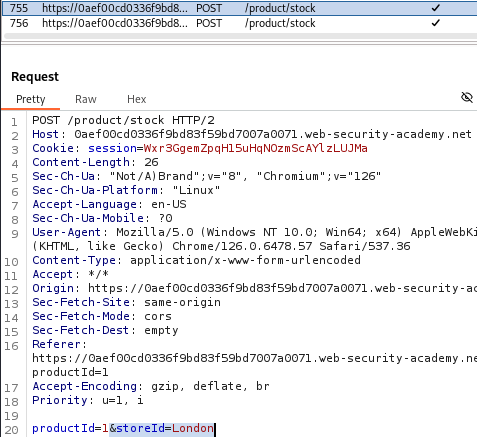 755 https://0aef00cd0336f9bd8... POST /product/stock ✓
756 https://0aef00cd0336f9bd8... POST /product/stock ✓
Request
Pretty Raw Hex
1 POST /product/stock HTTP/2
2 Host: 0aef00cd0336f9bd83f59bd7007a0071.web-security-academy.net
3 Cookie: session=Wxr3GgemZpqH15uHqNOzmScAYlzLUJMa
4 Content-Length: 26
5 Sec-Ch-Ua: "Not/A)Brand";v="8", "Chromium";v="126"
6 Sec-Ch-Ua-Platform: "Linux"
7 Accept-Language: en-US
8 Sec-Ch-Ua-Mobile: ?0
9 User-Agent: Mozilla/5.0 (Windows NT 10.0; Win64; x64) AppleWebKi
(KHTML, like Gecko) Chrome/126.0.6478.57 Safari/537.36
10 Content-Type: application/x-www-form-urlencoded
11 Accept: */*
12 Origin: https://0aef00cd0336f9bd83f59bd7007a0071.web-security-ac
13 Sec-Fetch-Site: same-origin
14 Sec-Fetch-Mode: cors
15 Sec-Fetch-Dest: empty
16 Referer:
https://0aef00cd0336f9bd83f59bd7007a0071.web-security-academy.ne
productId=1
17 Accept-Encoding: gzip, deflate, br
18 Priority: u=1, i
19
20 productId=1&storeId=London